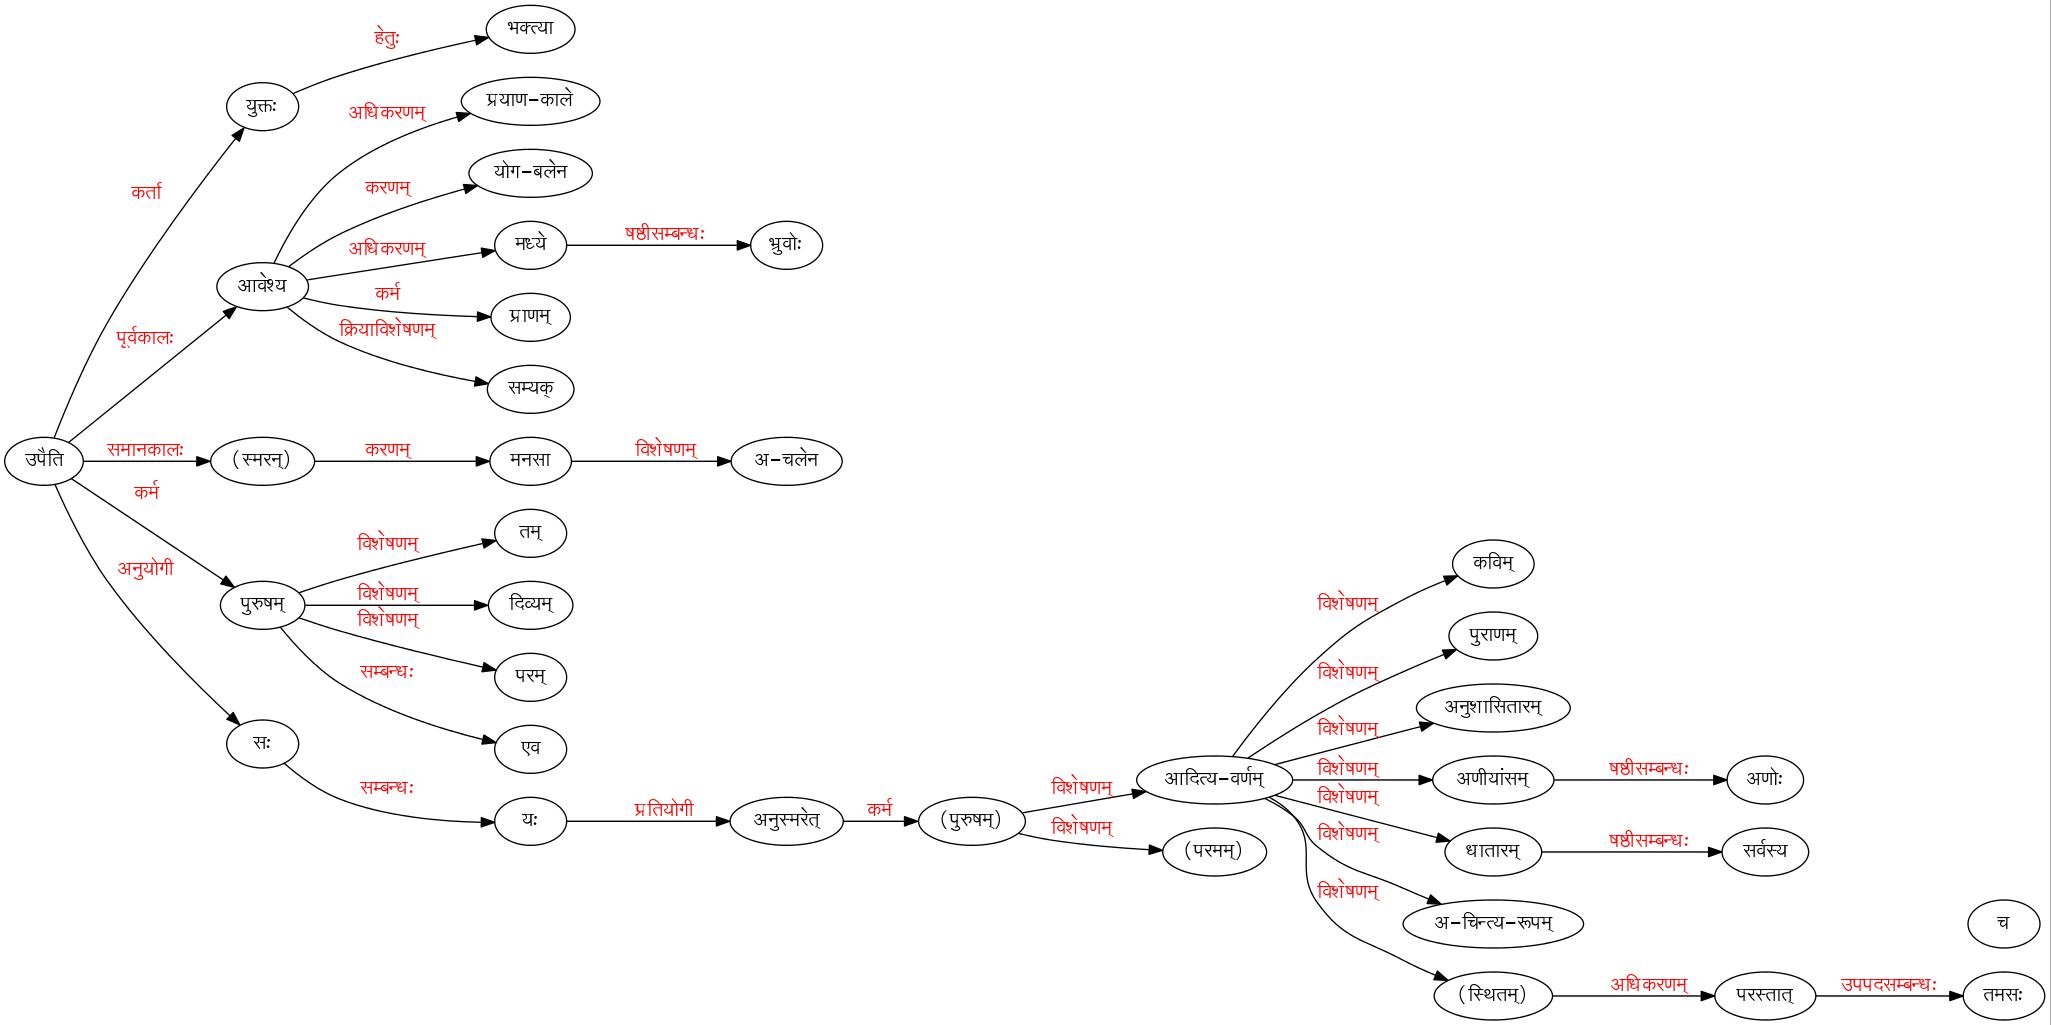 भक्त्या
हेतुः
प्रयाण-काले
युक्तः
अधिकरणम्
योग-बलेन
करणम्
कर्ता
षष्ठीसम्बन्धः
मध्ये
भ्रुवोः
अधिकरणम्
आवेश्य
कर्म
प्राणम्
क्रियाविशेषणम्
पूर्वकालः
सम्यक्
उपैति
समानकालः
(स्मरन्)
करणम्
मनसा
विशेषणम्
अ-चलेन
कर्म
तम्
विशेषणम्
अनुयोगी
कविम्
विशेषणम्
दिव्यम्
पुरुषम्
विशेषणम्
विशेषणम्
पुराणम्
सम्बन्धः
परम्
विशेषणम्
अनुशासितारम्
विशेषणम्
सः
एव
आदित्य-वर्णम्
विशेषणम्
अणीयांसम्
षष्ठीसम्बन्धः
अणोः
सम्बन्धः
विशेषणम्
विशेषणम्
यः
प्रतियोगी
अनुस्मरेत्
कर्म
(पुरुषम्)
विशेषणम्
(परमम्)
विशेषणम्
धातारम्
षष्ठीसम्बन्धः
सर्वस्य
विशेषणम्
अ-चिन्त्य-रूपम्
च
(स्थितम्)
अधिकरणम्
परस्तात्
उपपदसम्बन्धः
तमसः